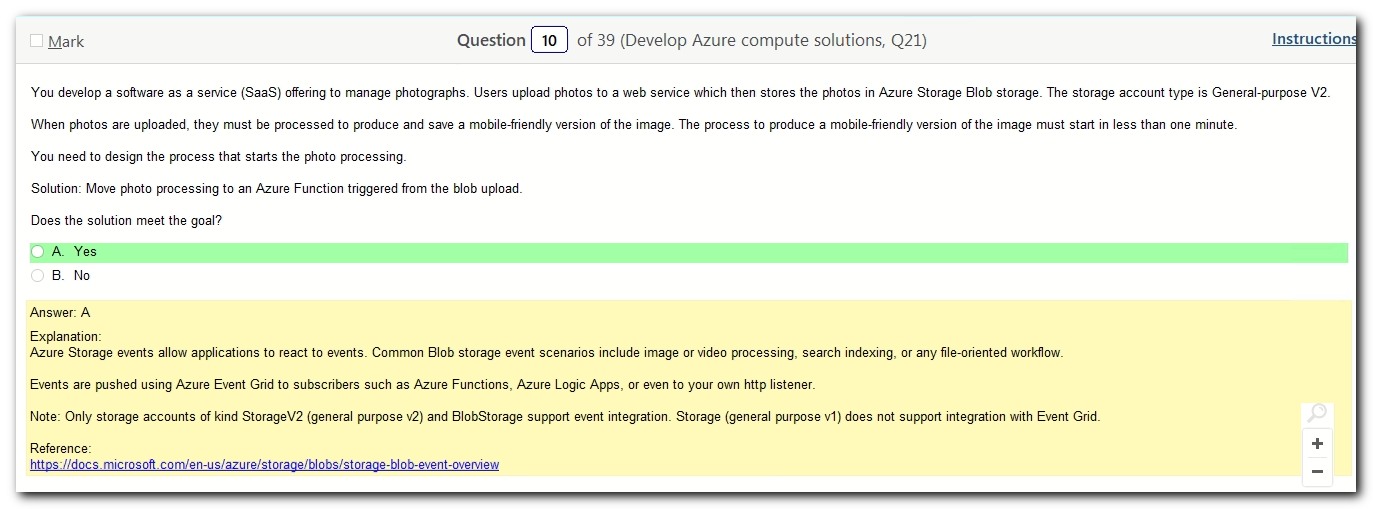 Mark
Question 10 of 39 (Develop Azure compute solutions, Q21)
Instructions
You develop a software as a service (SaaS) offering to manage photographs. Users upload photos to a web service which then stores the photos in Azure Storage Blob storage. The storage account type is General-purpose V2.
When photos are uploaded, they must be processed to produce and save a mobile-friendly version of the image. The process to produce a mobile-friendly version of the image must start in less than one minute.
You need to design the process that starts the photo processing.
Solution: Move photo processing to an Azure Function triggered from the blob upload.
Does the solution meet the goal?
A. Yes
B. No
Answer: A
Explanation:
Azure Storage events allow applications to react to events. Common Blob storage event scenarios include image or video processing, search indexing, or any file-oriented workflow.
Events are pushed using Azure Event Grid to subscribers such as Azure Functions, Azure Logic Apps, or even to your own http listener.
Note: Only storage accounts of kind StorageV2 (general purpose v2) and BlobStorage support event integration. Storage (general purpose v1) does not support integration with Event Grid.
Reference:
https://docs.microsoft.com/en-us/azure/storage/blobs/storage-blob-event-overview
+
−